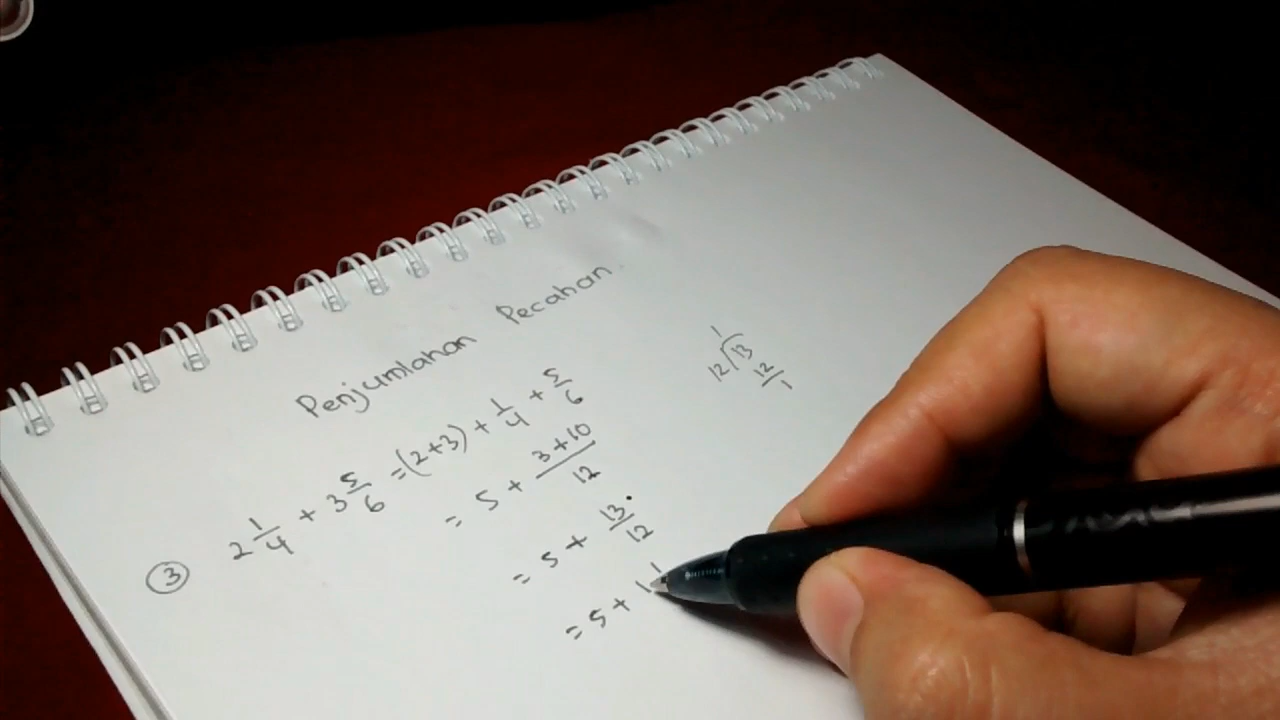 Penjumlahan Pecahan.
③ 2 1/4 + 3 5/6 = (2+3) + 1/4 + 5/6
= 5 + (3+10)/12
= 5 + 13/12
= 5 + 1 1
1
12 13
12
1